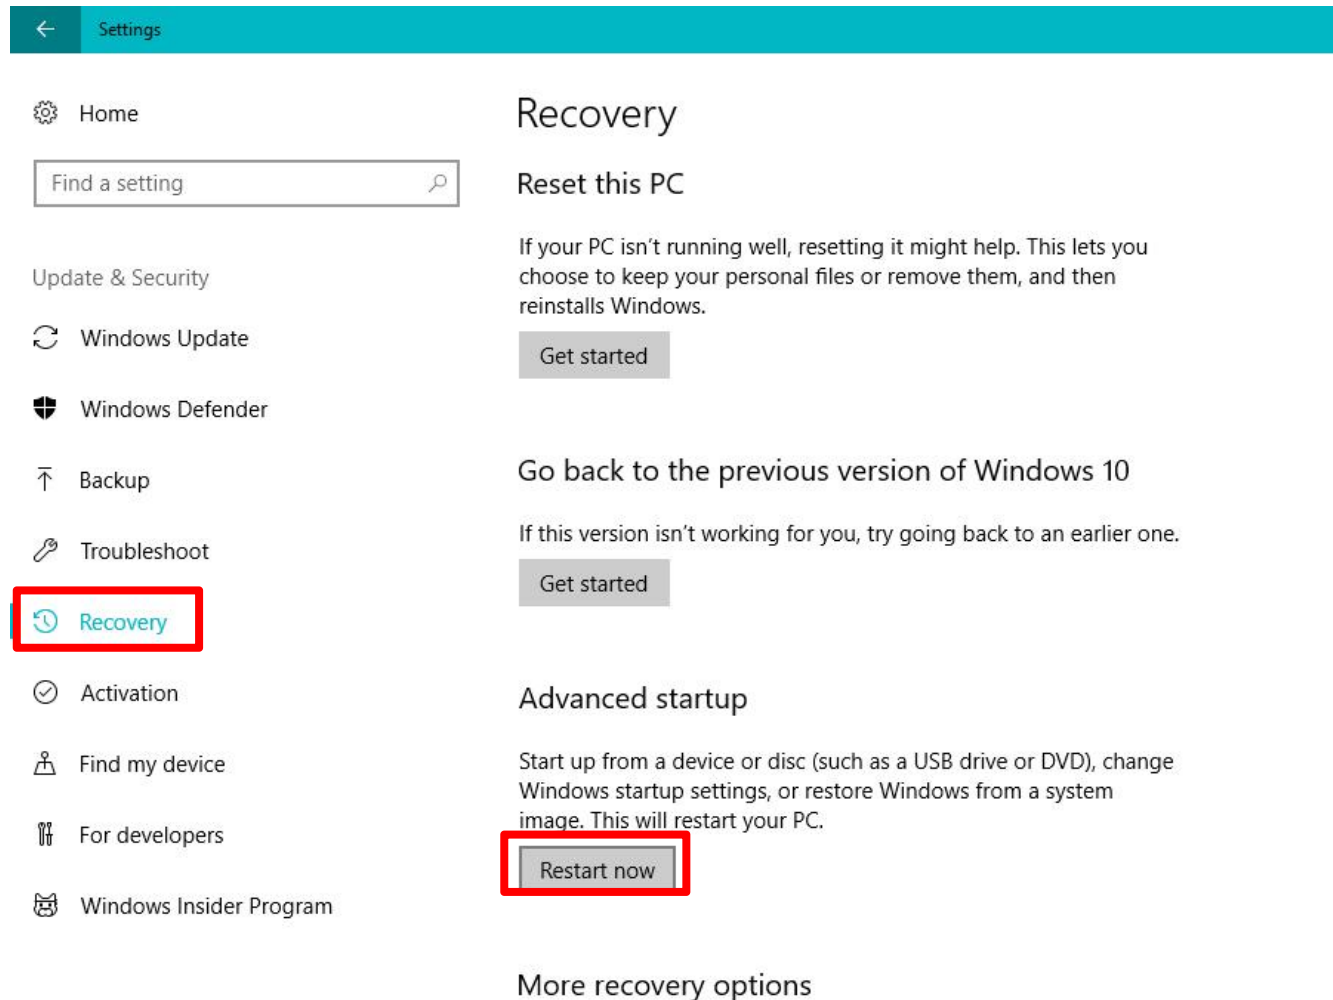 Settings
Home
Find a setting
Update & Security
Windows Update
Windows Defender
Backup
Troubleshoot
Recovery
Activation
Find my device
For developers
Windows Insider Program
Recovery
Reset this PC
If your PC isn't running well, resetting it might help. This lets you
choose to keep your personal files or remove them, and then
reinstalls Windows.
Get started
Go back to the previous version of Windows 10
If this version isn't working for you, try going back to an earlier one.
Get started
Advanced startup
Start up from a device or disc (such as a USB drive or DVD), change
Windows startup settings, or restore Windows from a system
image. This will restart your PC.
Restart now
More recovery options